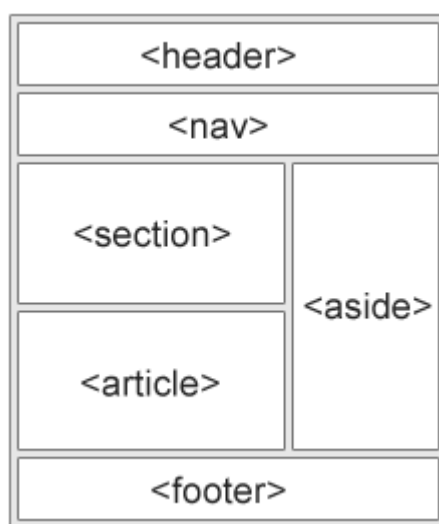 <header>
<nav>
<section>
<aside>
<article>
<footer>